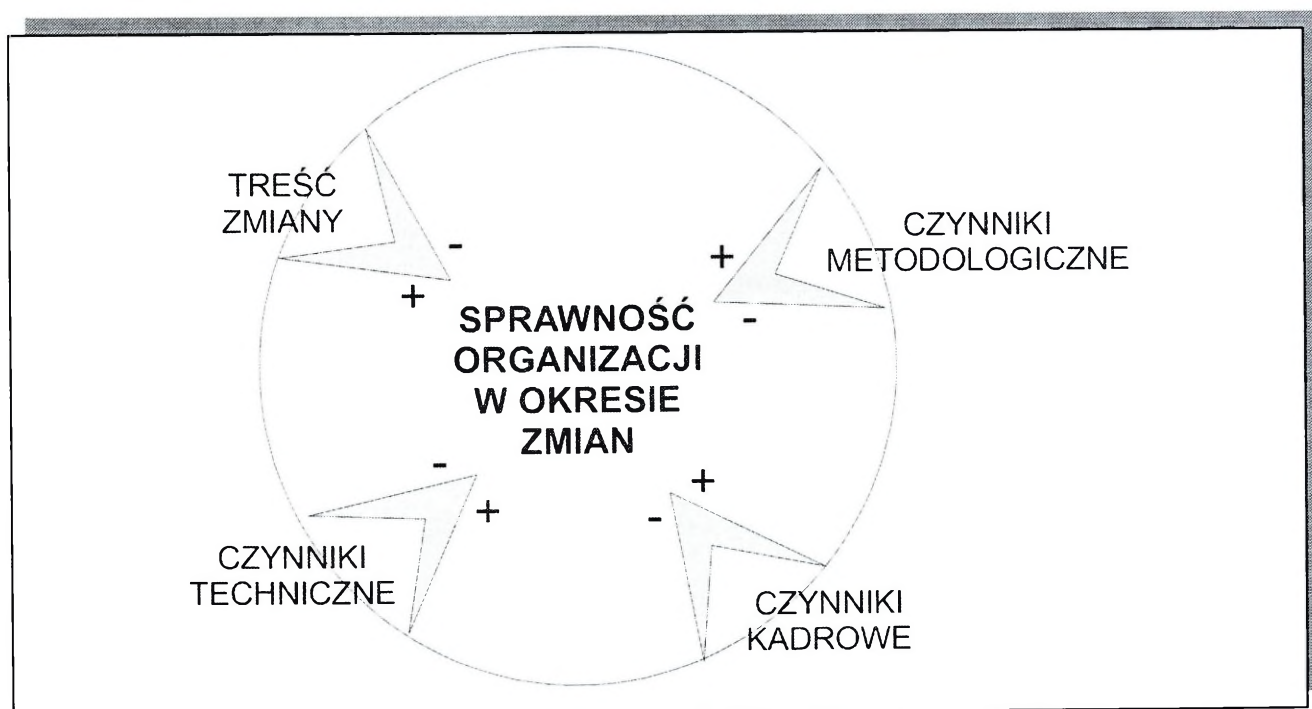 TREŚĆ
ZMIANY
-
+
CZYNNIKI
METODOLOGICZNE
+
-
SPRAWNOŚĆ
ORGANIZACJI
W OKRESIE
ZMIAN
-
+
CZYNNIKI
TECHNICZNE
+
-
CZYNNIKI
KADROWE